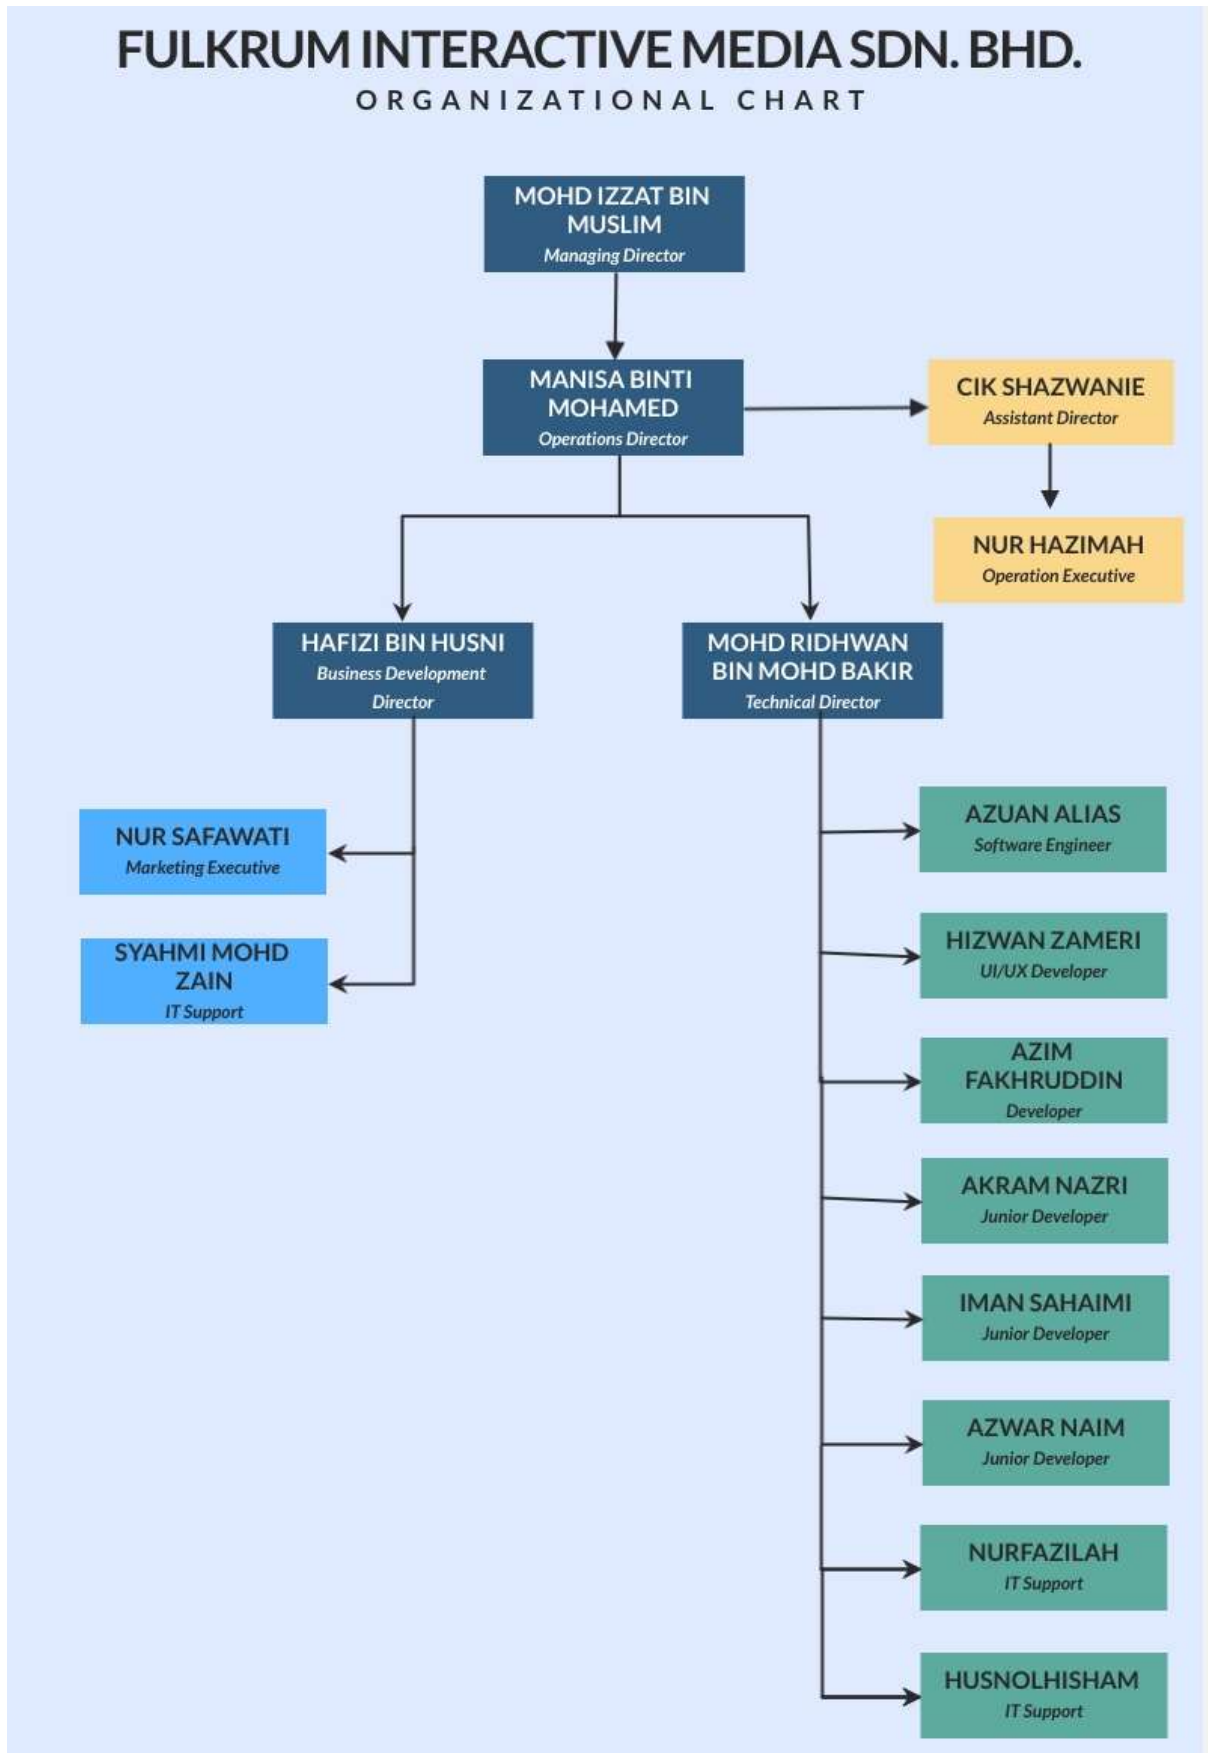 FULKRUM INTERACTIVE MEDIA SDN. BHD.
ORGANIZATIONAL CHART
MOHD IZZAT BIN
MUSLIM
Managing Director
MANISA BINTI
MOHAMED
Operations Director
CIK SHAZWANIE
Assistant Director
NUR HAZIMAH
Operation Executive
HAFIZI BIN HUSNI
Business Development
Director
MOHD RIDHWAN
BIN MOHD BAKIR
Technical Director
NUR SAFAWATI
Marketing Executive
SYAHMI MOHD
ZAIN
IT Support
AZUAN ALIAS
Software Engineer
HIZWAN ZAMERI
UI/UX Developer
AZIM
FAKHRUDDIN
Developer
AKRAM NAZRI
Junior Developer
IMAN SAHAIMI
Junior Developer
AZWAR NAIM
Junior Developer
NURFAZILAH
IT Support
HUSNOLHISHAM
IT Support